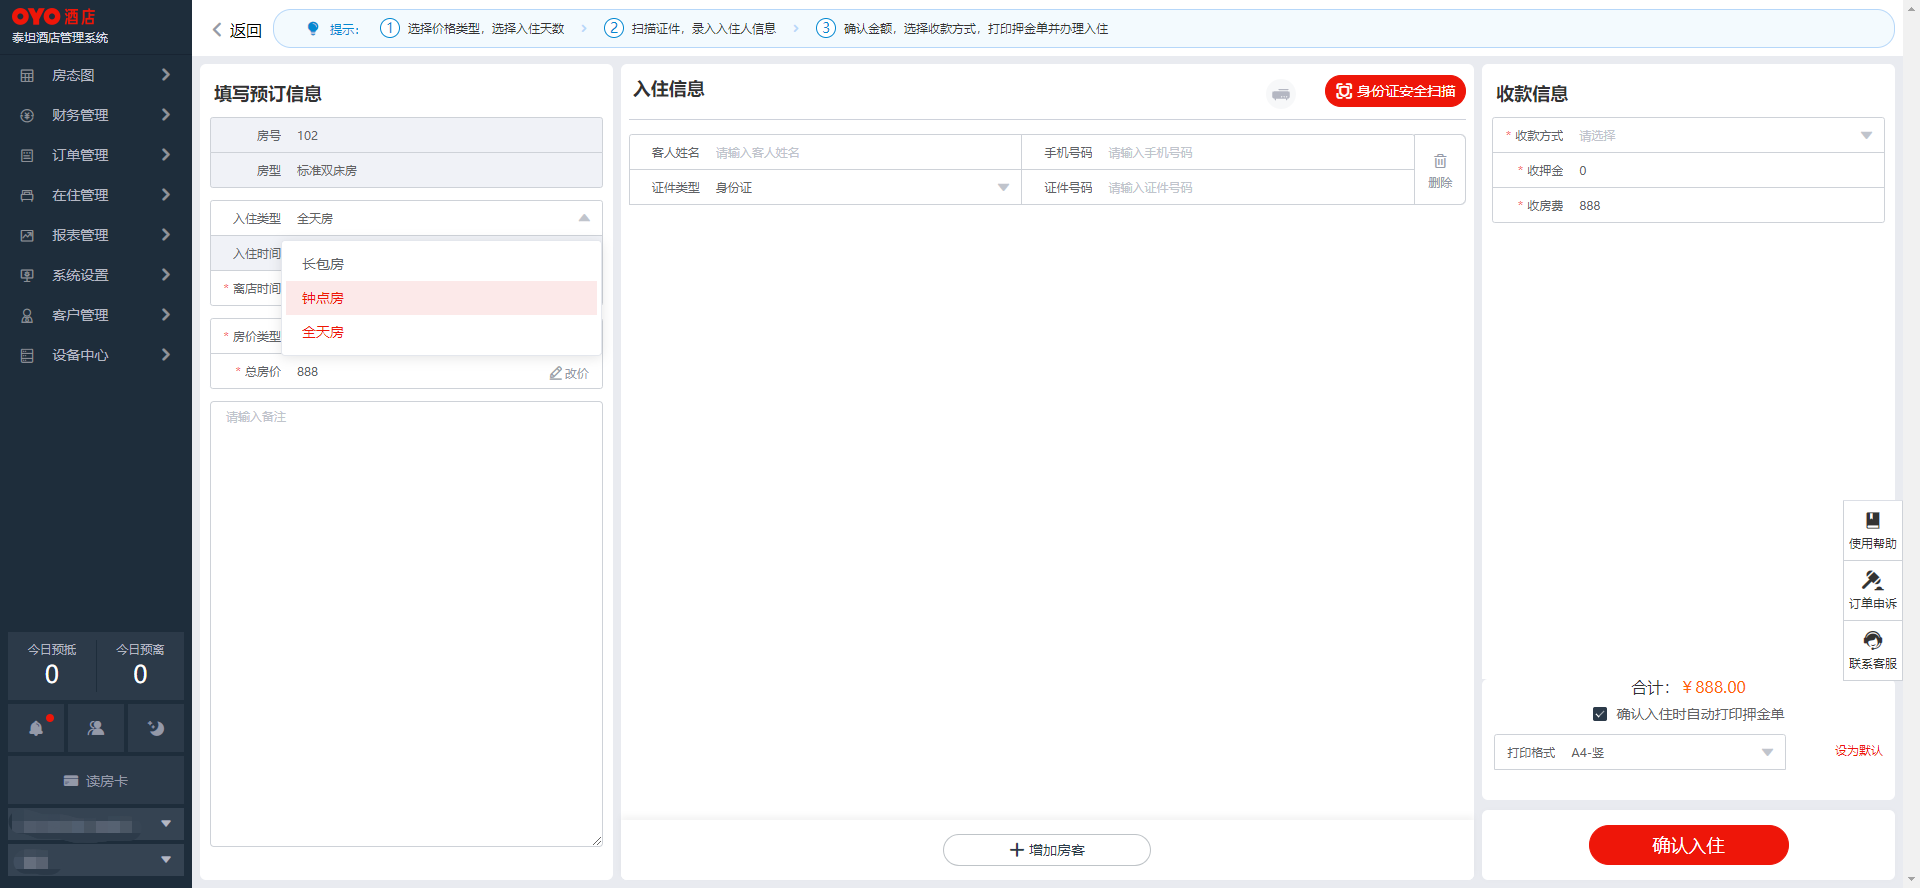 OYO 酒店
泰坦酒店管理系统
房态图
财务管理
订单管理
在住管理
报表管理
系统设置
客户管理
设备中心
今日预抵
0
今日预离
0
读房卡
返回
提示: 1 选择价格类型，选择入住天数 2 扫描证件，录入入住人信息 3 确认金额，选择收款方式，打印押金单并办理入住
填写预订信息
房号 102
房型 标准双床房
入住类型 全天房
入住时间
* 离店时间
长包房
钟点房
全天房
* 房价类型
* 总房价 888 改价
请输入备注
入住信息
身份证安全扫描
客人姓名 请输入客人姓名 手机号码 请输入手机号码
证件类型 身份证 证件号码 请输入证件号码
删除
增加房客
收款信息
* 收款方式 请选择
* 收押金 0
* 收房费 888
使用帮助
订单申诉
联系客服
合计: ￥888.00
确认入住时自动打印押金单
打印格式 A4-竖 设为默认
确认入住